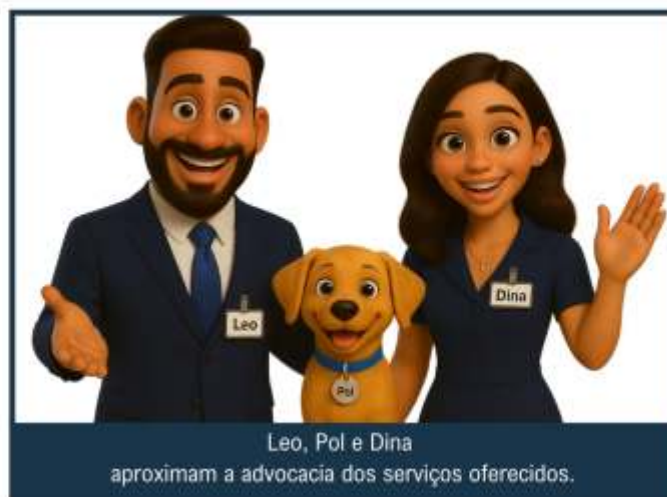 Leo
Pol
Dina
Leo, Pol e Dina
aproximam a advocacia dos serviços oferecidos.